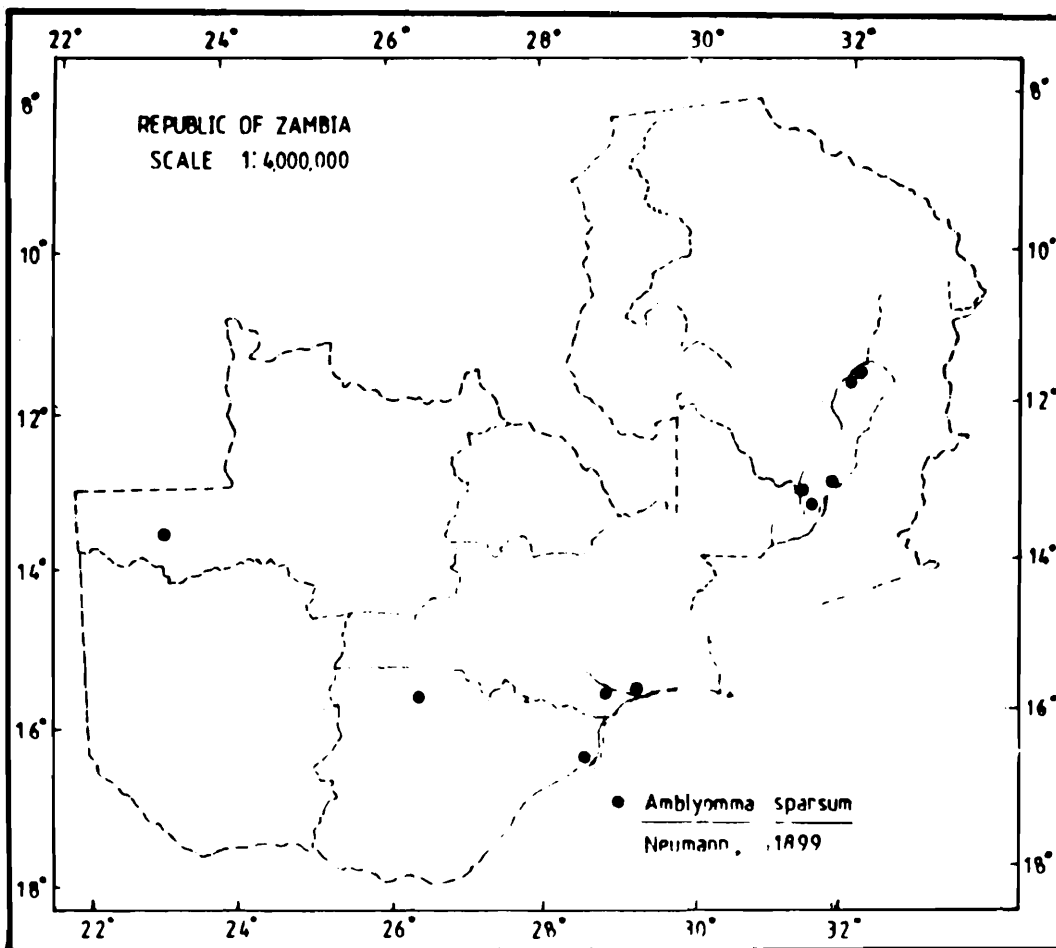 22° 24° 26° 28° 30° 32°
8° 8°
REPUBLIC OF ZAMBIA
SCALE 1:4,000,000
10° 10°
12° 12°
14° 14°
16° 16°
● Amblyomma sparsum
Neumann, 1899
18° 18°
22° 24° 26° 28° 30° 32°